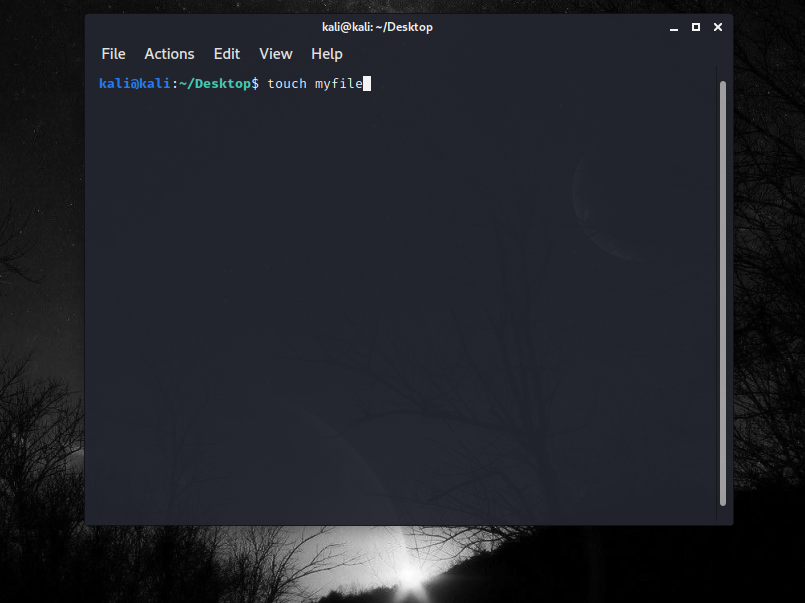 kali@kali: ~/Desktop
File Actions Edit View Help
kali@kali:~/Desktop$ touch myfile